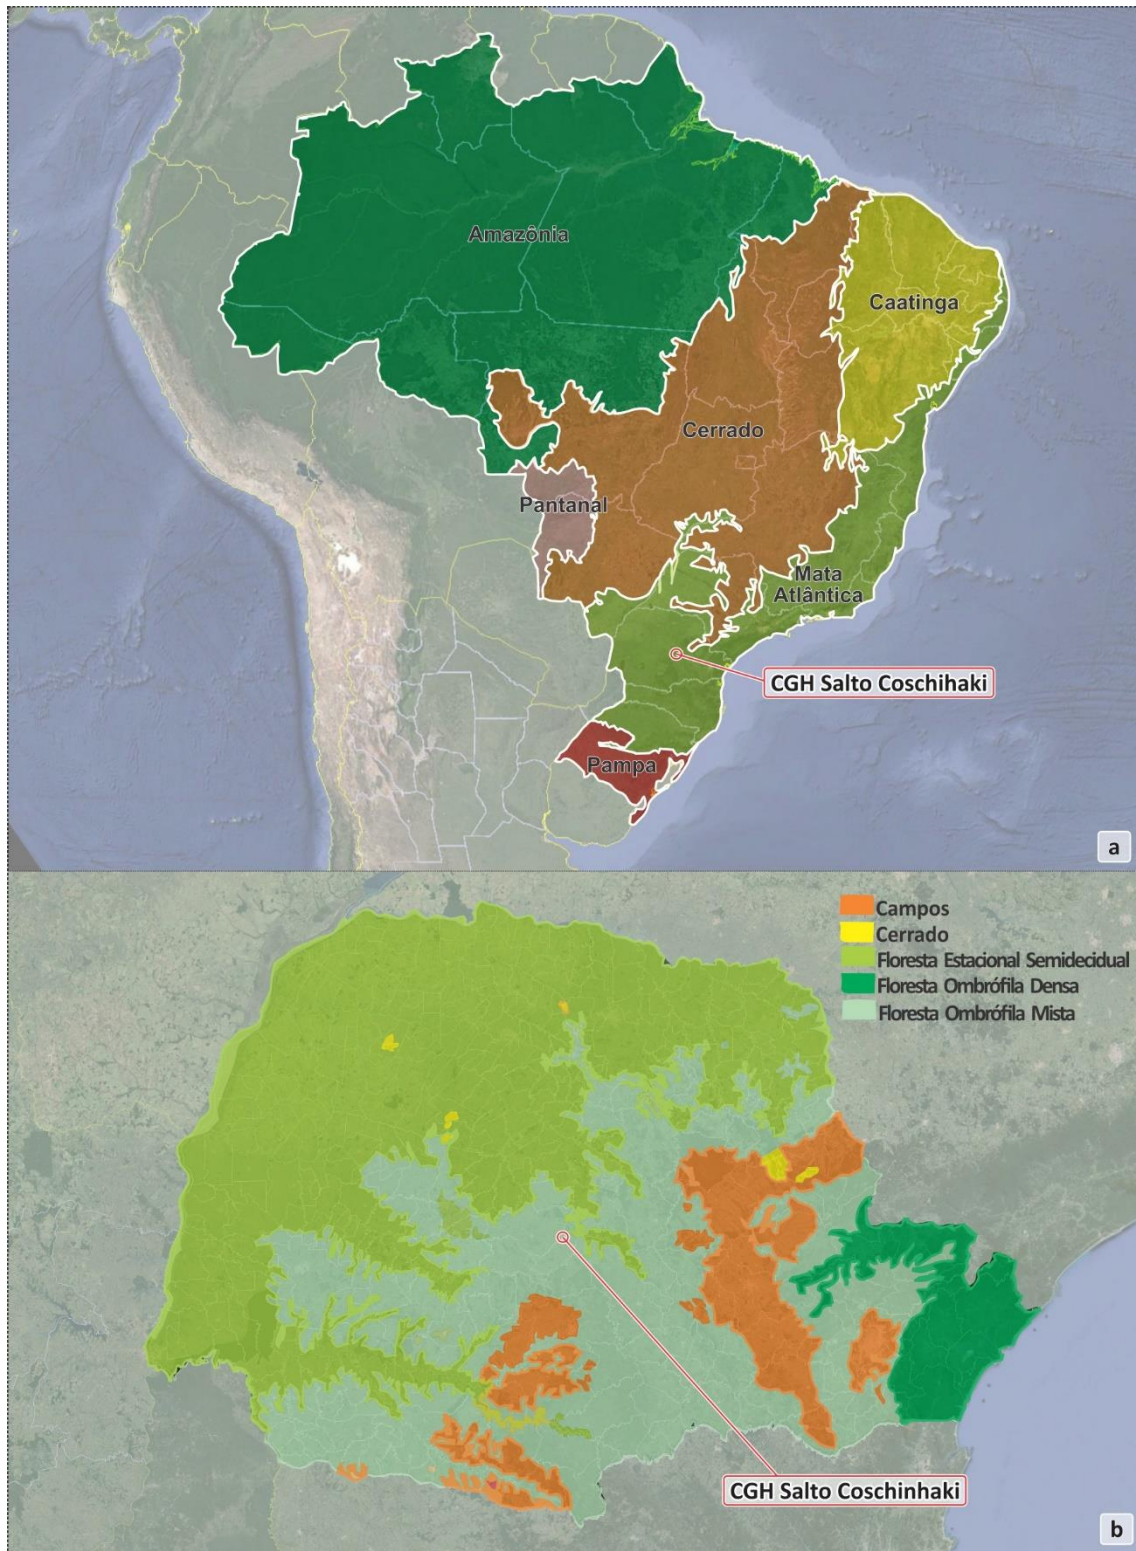 Amazônia
Caatinga
Cerrado
Pantanal
Mata
Atlântica
CGH Salto Coschihaki
Pampa
a
Campos
Cerrado
Floresta Estacional Semidecidual
Floresta Ombrófila Densa
Floresta Ombrófila Mista
CGH Salto Coschinhaki
b